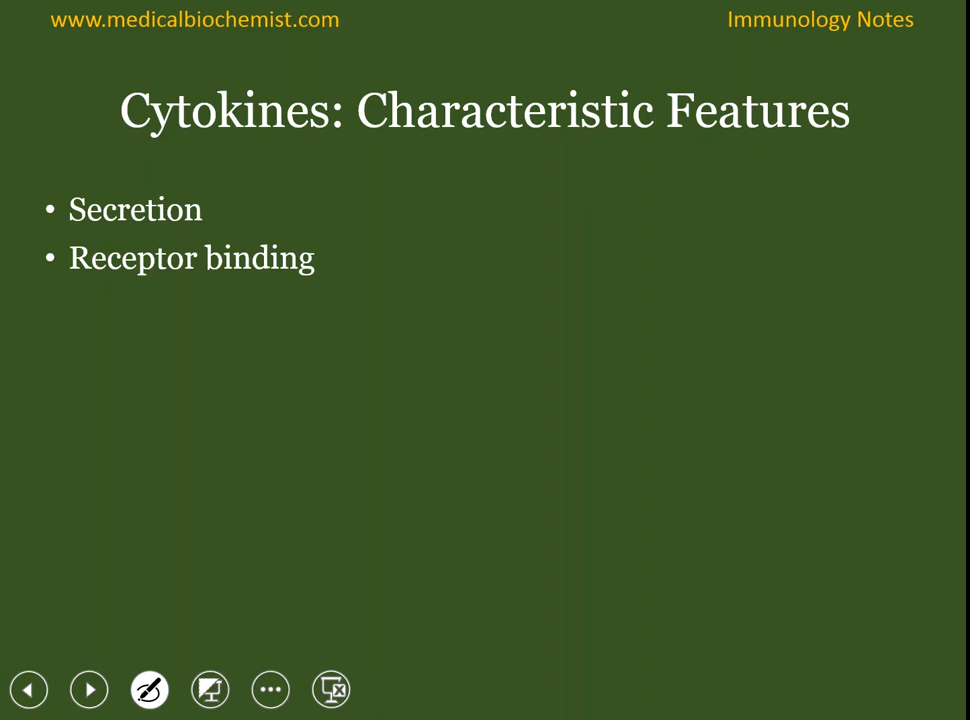 www.medicalbiochemist.com
Immunology Notes
Cytokines: Characteristic Features
• Secretion
• Receptor binding